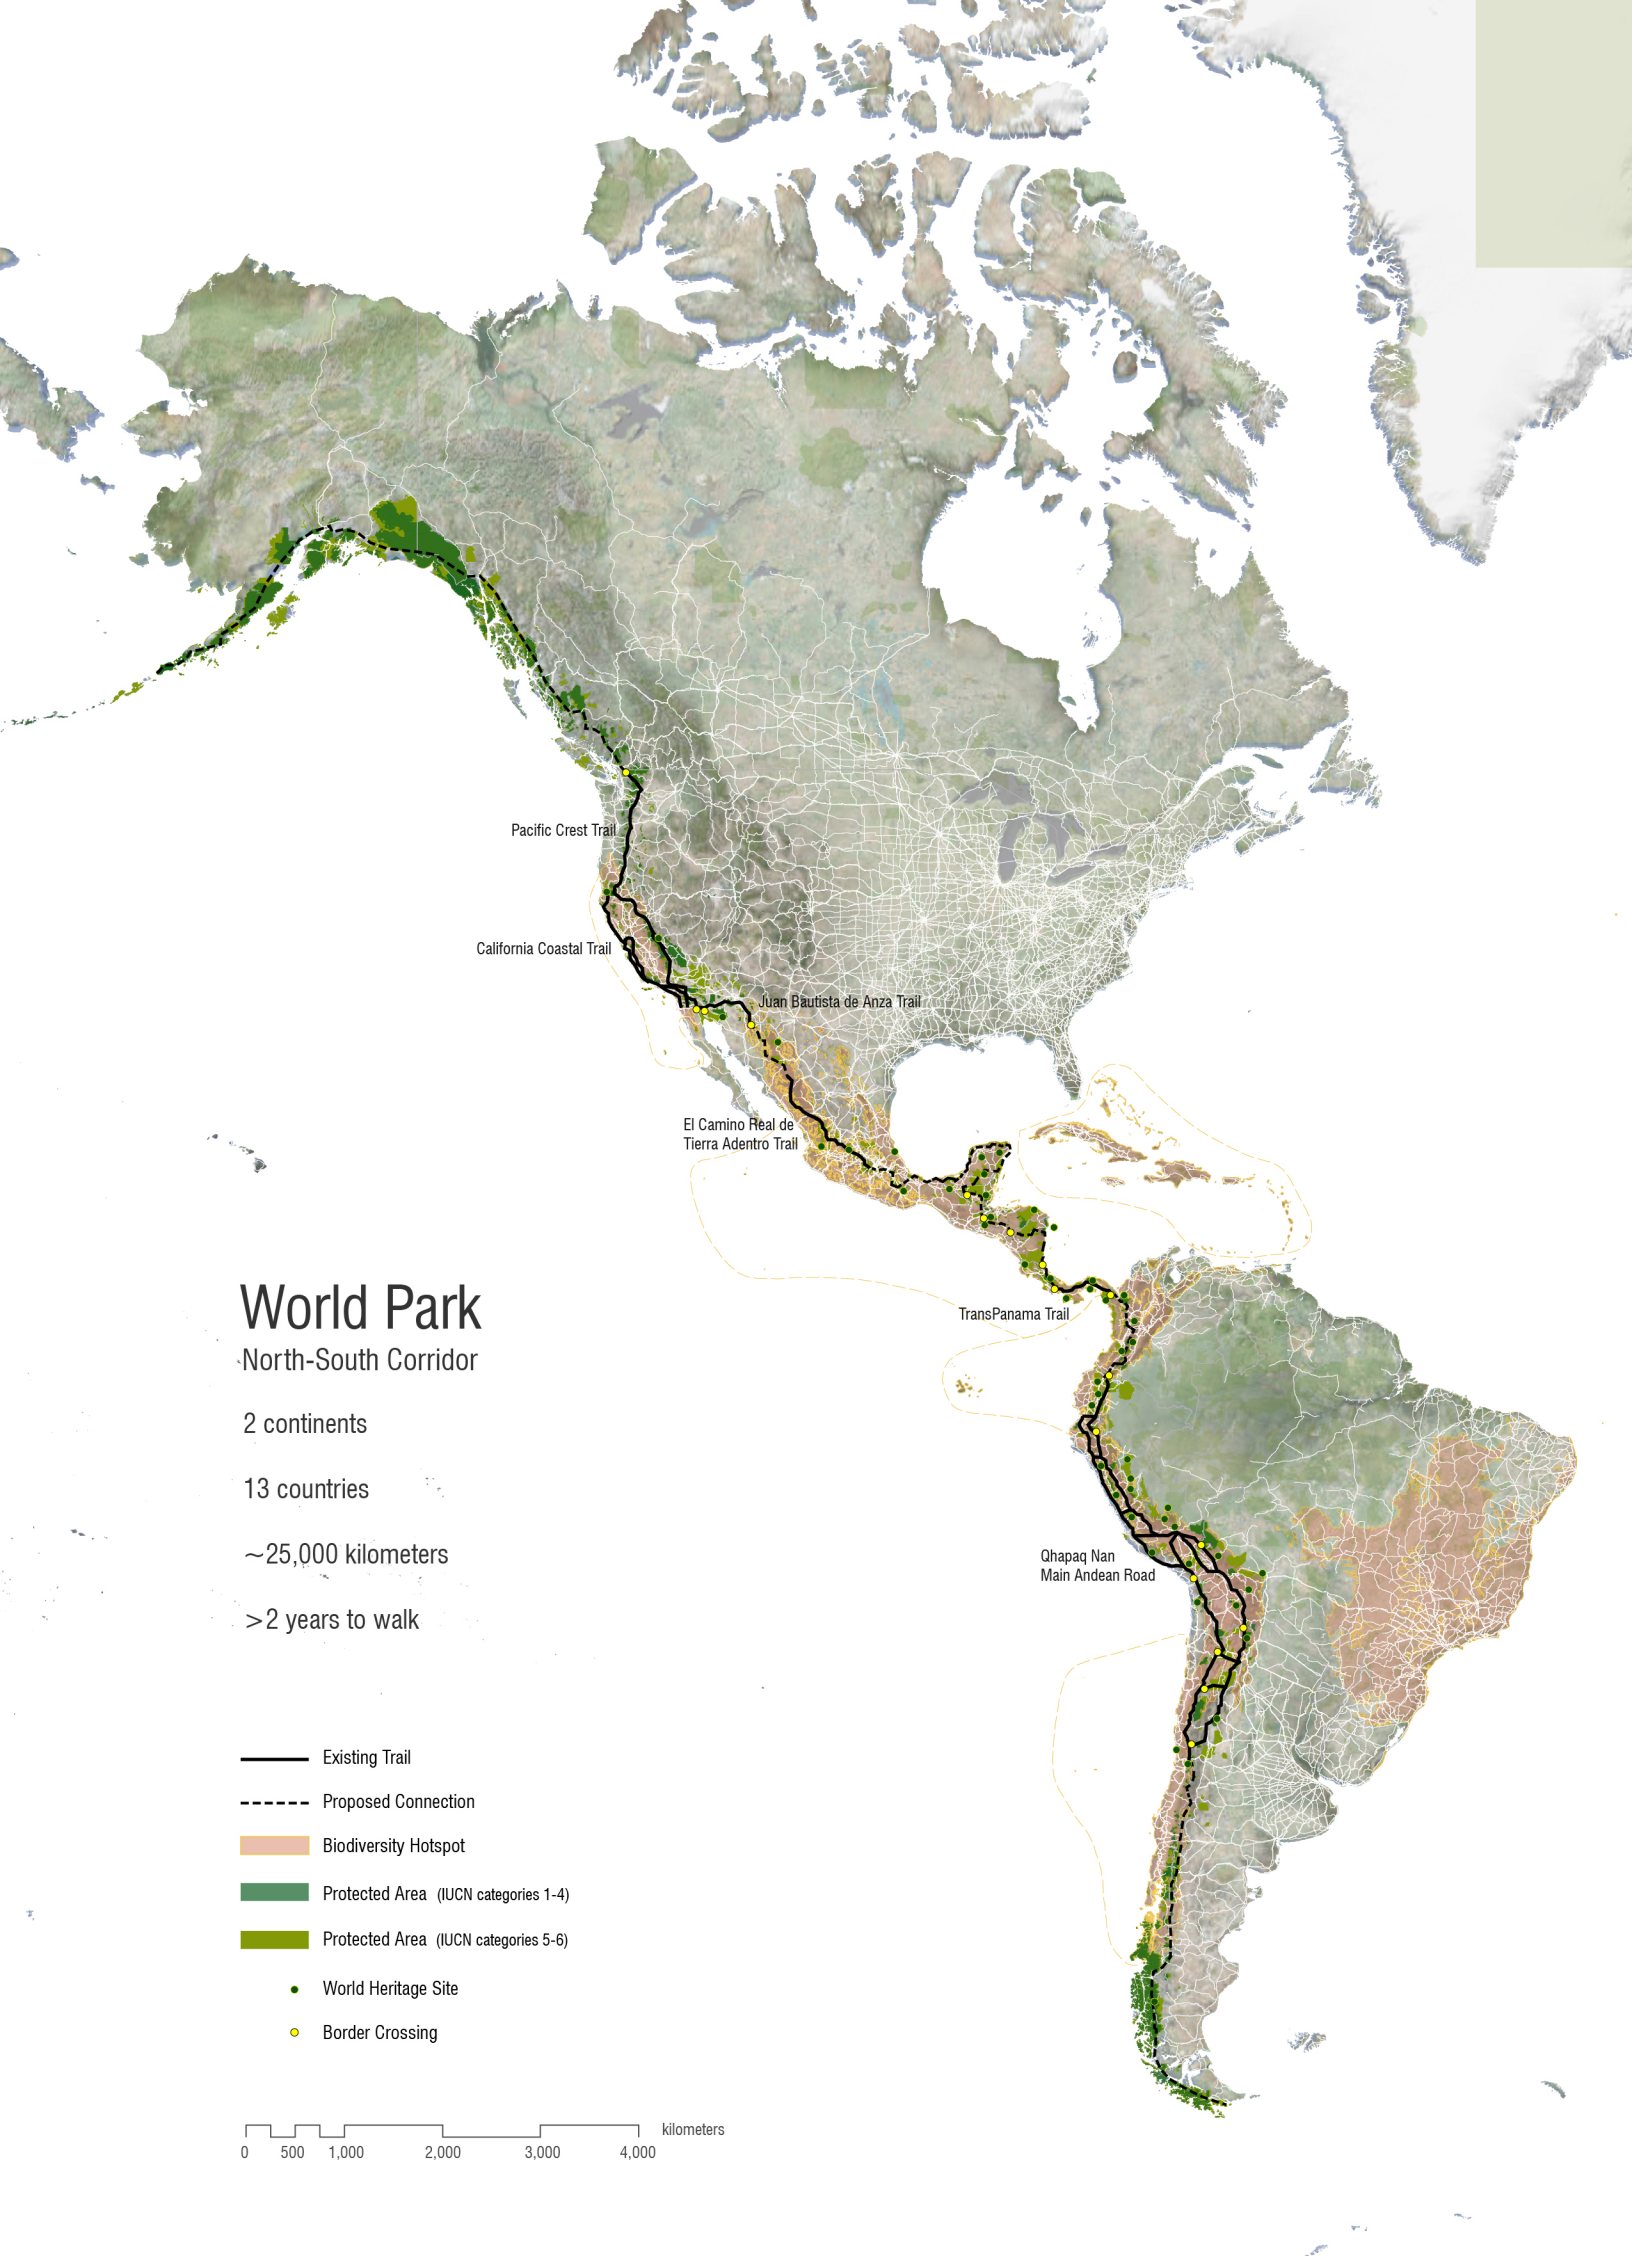 Pacific Crest Trail
California Coastal Trail
Juan Bautista de Anza Trail
El Camino Real de
Tierra Adentro Trail
World Park
North-South Corridor
TransPanama Trail
2 continents
13 countries
~25,000 kilometers
Qhapaq Nan
Main Andean Road
>2 years to walk
Existing Trail
Proposed Connection
Biodiversity Hotspot
Protected Area (IUCN categories 1-4)
Protected Area (IUCN categories 5-6)
World Heritage Site
Border Crossing
kilometers
0 500 1,000 2,000 3,000 4,000